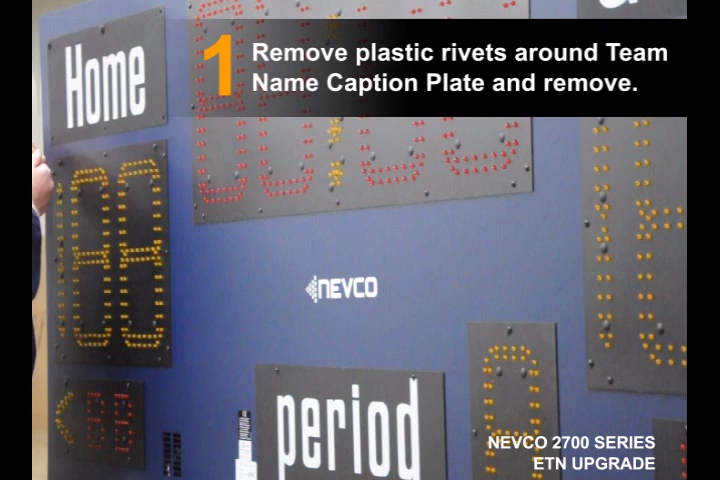 1
Remove plastic rivets around Team
Name Caption Plate and remove.
Home
NEVCO
period
NEVCO 2700 SERIES
ETN UPGRADE